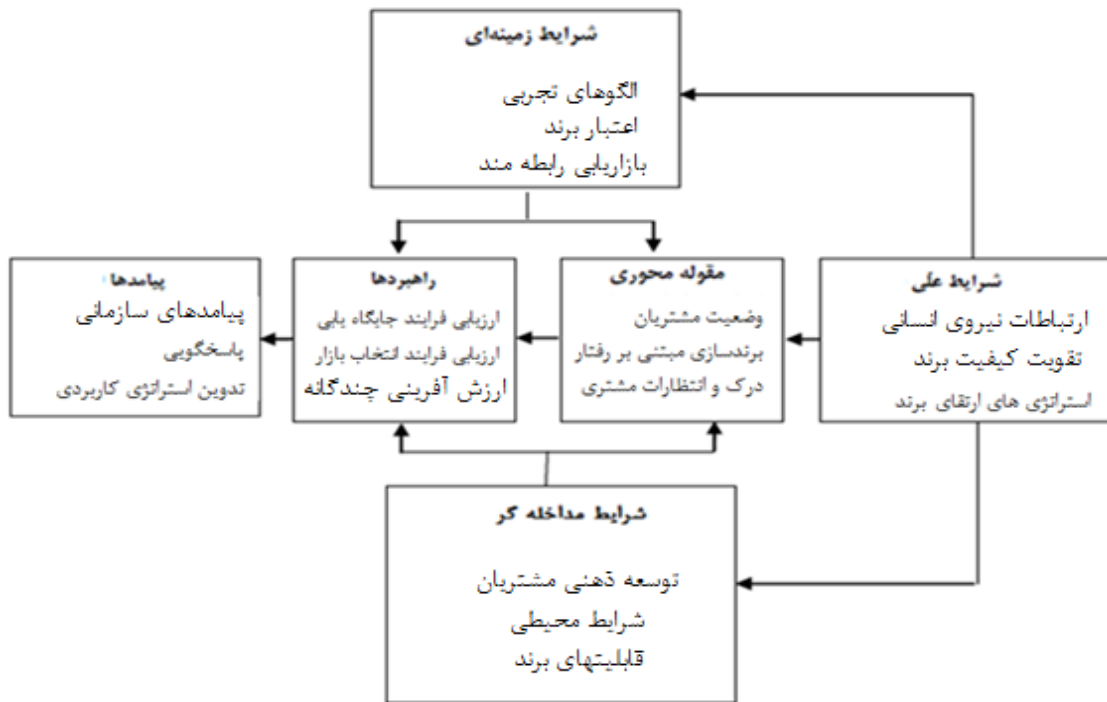 شرایط زمینه‌ای
الگوهای تجربی
اعتبار برند
بازاریابی رابطه مند
شرایط علّی
ارتباطات نیروی انسانی
تقویت کیفیت برند
استراتژی های ارتقای برند
مقوله محوری
وضعیت مشتریان
برندسازی مبتنی بر رفتار
درک و انتظارات مشتری
راهبردها
ارزیابی فرایند جایگاه یابی
ارزیابی فرایند انتخاب بازار
ارزش آفرینی چندگانه
پیامدها
پیامدهای سازمانی
پاسخگویی
تدوین استراتژی کاربردی
شرایط مداخله گر
توسعه ذهنی مشتریان
شرایط محیطی
قابلیتهای برند